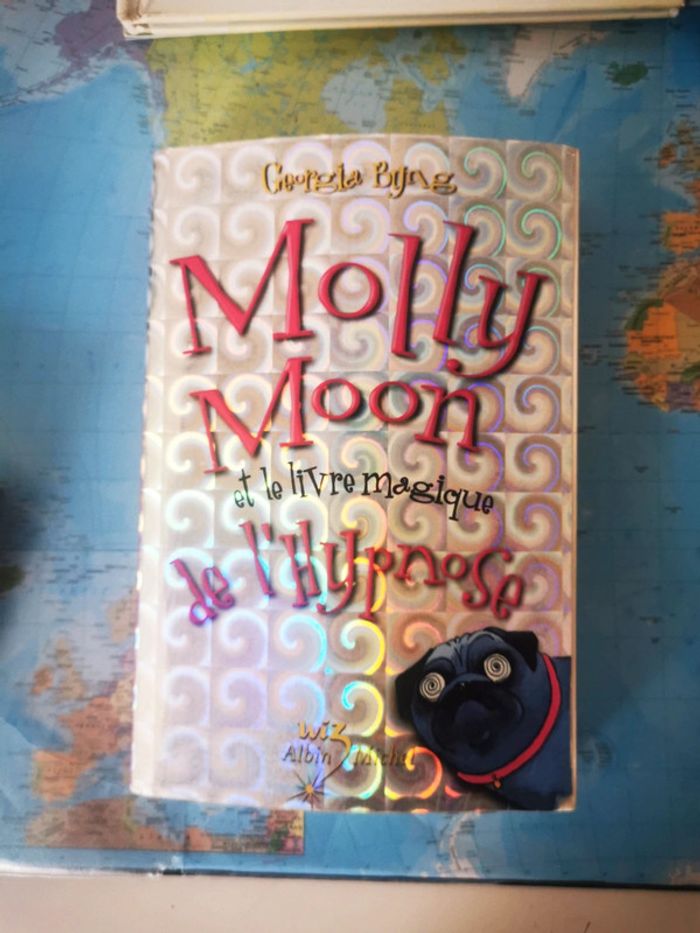 Georgia Byng
Molly
Moon
et le livre magique
de l'Hypnose
wiz
Albin Michel